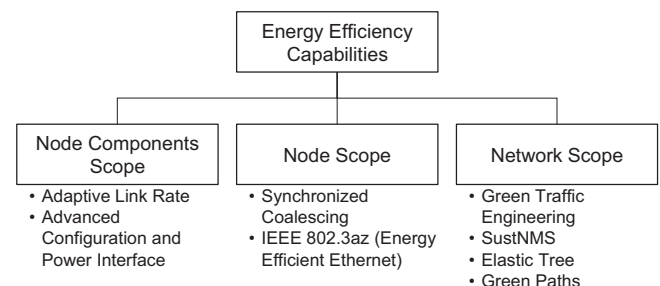 Energy Efficiency
Capabilities
Node Components
Scope
• Adaptive Link Rate
• Advanced
Configuration and
Power Interface
Node Scope
• Synchronized
Coalescing
• IEEE 802.3az (Energy
Efficient Ethernet)
Network Scope
• Green Traffic
Engineering
• SustNMS
• Elastic Tree
• Green Paths